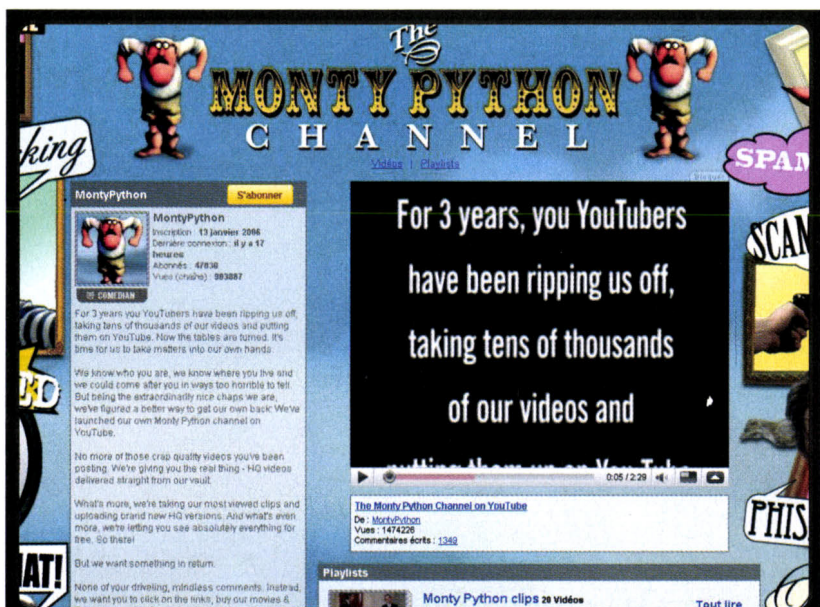 The
MONTY PYTHON
CHANNEL
Vidéos | Playlists
king
SPAM
MontyPython
S'abonner
MontyPython
Inscription : 13 janvier 2006
Dernière connexion : il y a 17
heures
Abonnés : 47830
Vues (chaîne) : 993887
COMEDIAN
For 3 years you YouTubers have been ripping us off,
taking tens of thousands of our videos and putting
them on YouTube. Now the tables are turned. It's
time for us to take matters into our own hands.
We know who you are, we know where you live and
we could come after you in ways too horrible to tell.
But being the extraordinarily nice chaps we are,
we've figured a better way to get our own back: We've
launched our own Monty Python channel on
YouTube.
No more of those crap quality videos you've been
posting. We're giving you the real thing - HQ videos
delivered straight from our vault.
What's more, we're taking our most viewed clips and
uploading brand new HQ versions. And what's even
more, we're letting you see absolutely everything for
free. So there!
But we want something in return.
None of your driveling, mindless comments. Instead,
we want you to click on the links, buy our movies &
Bloquer
For 3 years, you YouTubers
have been ripping us off,
taking tens of thousands
of our videos and
putting them up on You Tube
0:05 / 2:29
The Monty Python Channel on YouTube
De : MontyPython
Vues : 1474226
Commentaires écrits : 1349
Playlists
Monty Python clips 20 Vidéos
Tout lire
SCAM
PHIS
ED
AT!